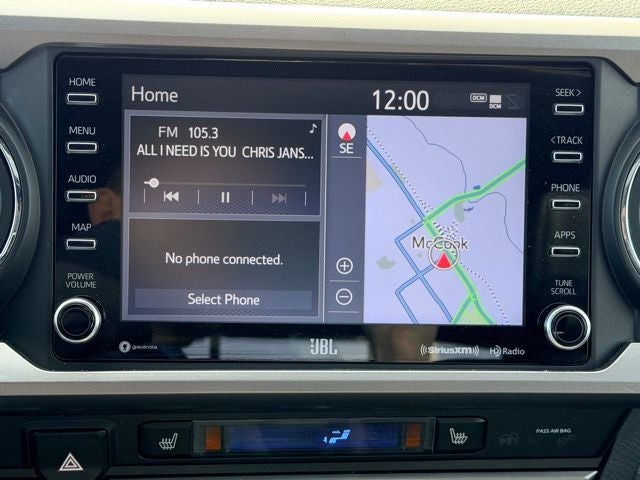 HOME
MENU
AUDIO
MAP
POWER
VOLUME
Home
12:00
DCM
DCM
FM 105.3
ALL I NEED IS YOU CHRIS JANS...
SE
McCook
No phone connected.
Select Phone
SEEK >
< TRACK
PHONE
APPS
TUNE
SCROLL
gracenote
JBL
((SiriusXM))
HD Radio
PASS AIR BAG